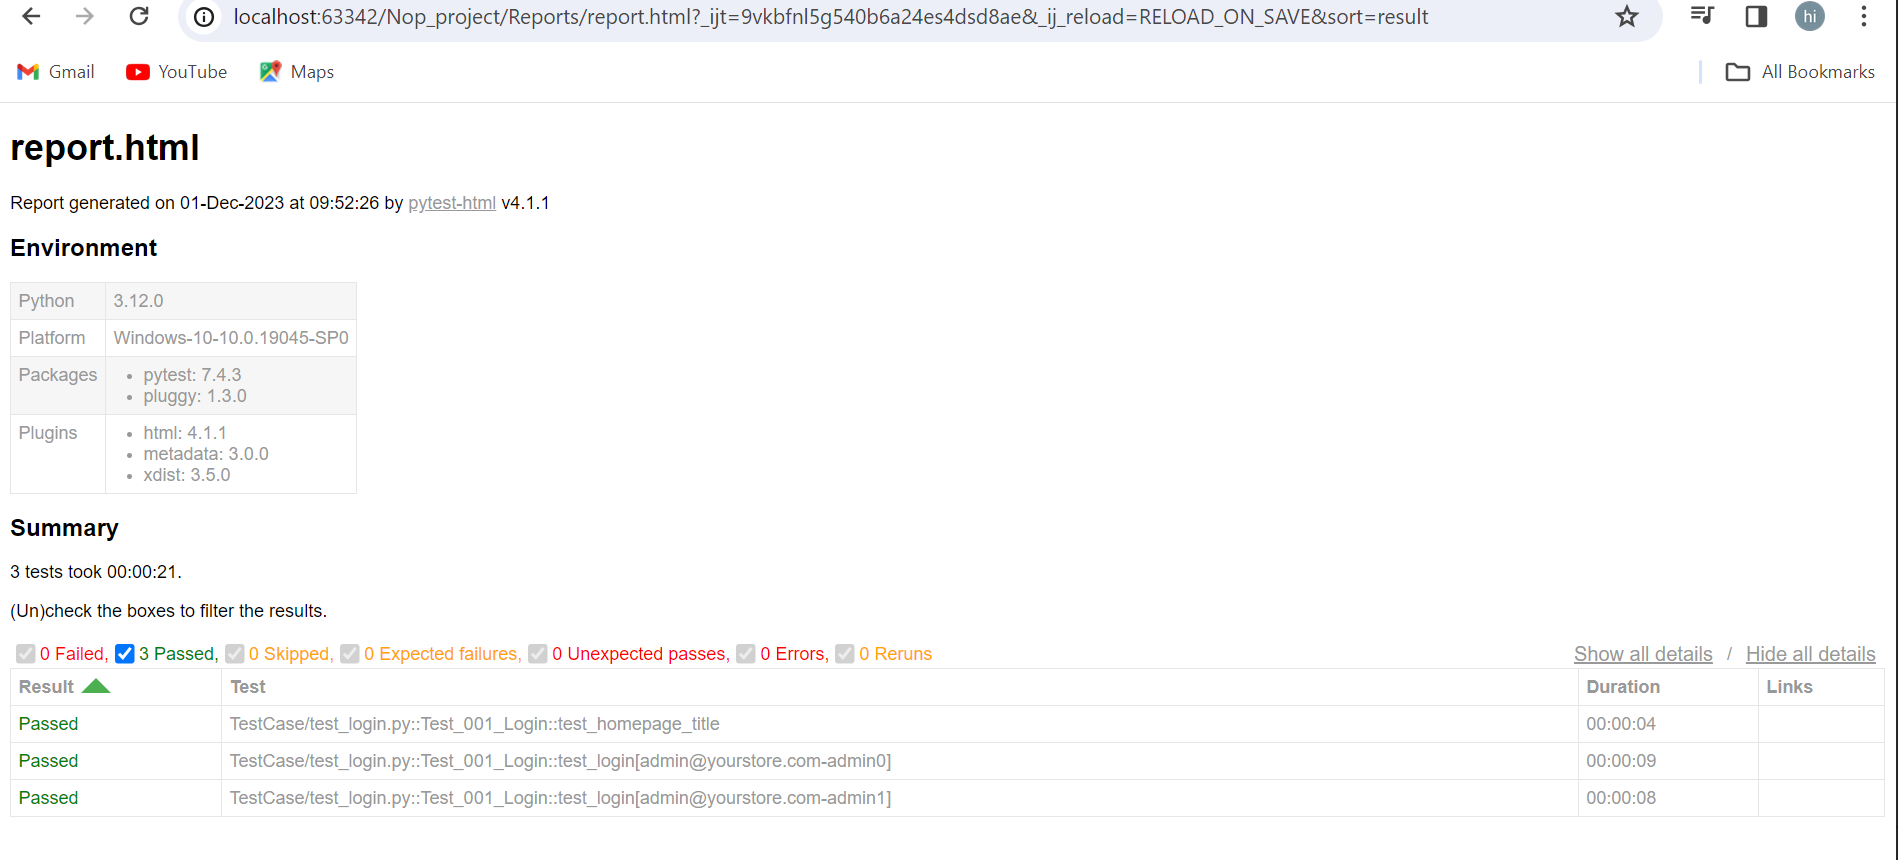 localhost:63342/Nop_project/Reports/report.html?_ijt=9vkbfnl5g540b6a24es4dsd8ae&_ij_reload=RELOAD_ON_SAVE&sort=result
hi
Gmail YouTube Maps All Bookmarks
report.html
Report generated on 01-Dec-2023 at 09:52:26 by pytest-html v4.1.1
Environment
Python 3.12.0
Platform Windows-10-10.0.19045-SP0
Packages • pytest: 7.4.3
• pluggy: 1.3.0
Plugins • html: 4.1.1
• metadata: 3.0.0
• xdist: 3.5.0
Summary
3 tests took 00:00:21.
(Un)check the boxes to filter the results.
0 Failed, 3 Passed, 0 Skipped, 0 Expected failures, 0 Unexpected passes, 0 Errors, 0 Reruns Show all details / Hide all details
Result Test Duration Links
Passed TestCase/test_login.py::Test_001_Login::test_homepage_title 00:00:04
Passed TestCase/test_login.py::Test_001_Login::test_login[admin@yourstore.com-admin0] 00:00:09
Passed TestCase/test_login.py::Test_001_Login::test_login[admin@yourstore.com-admin1] 00:00:08